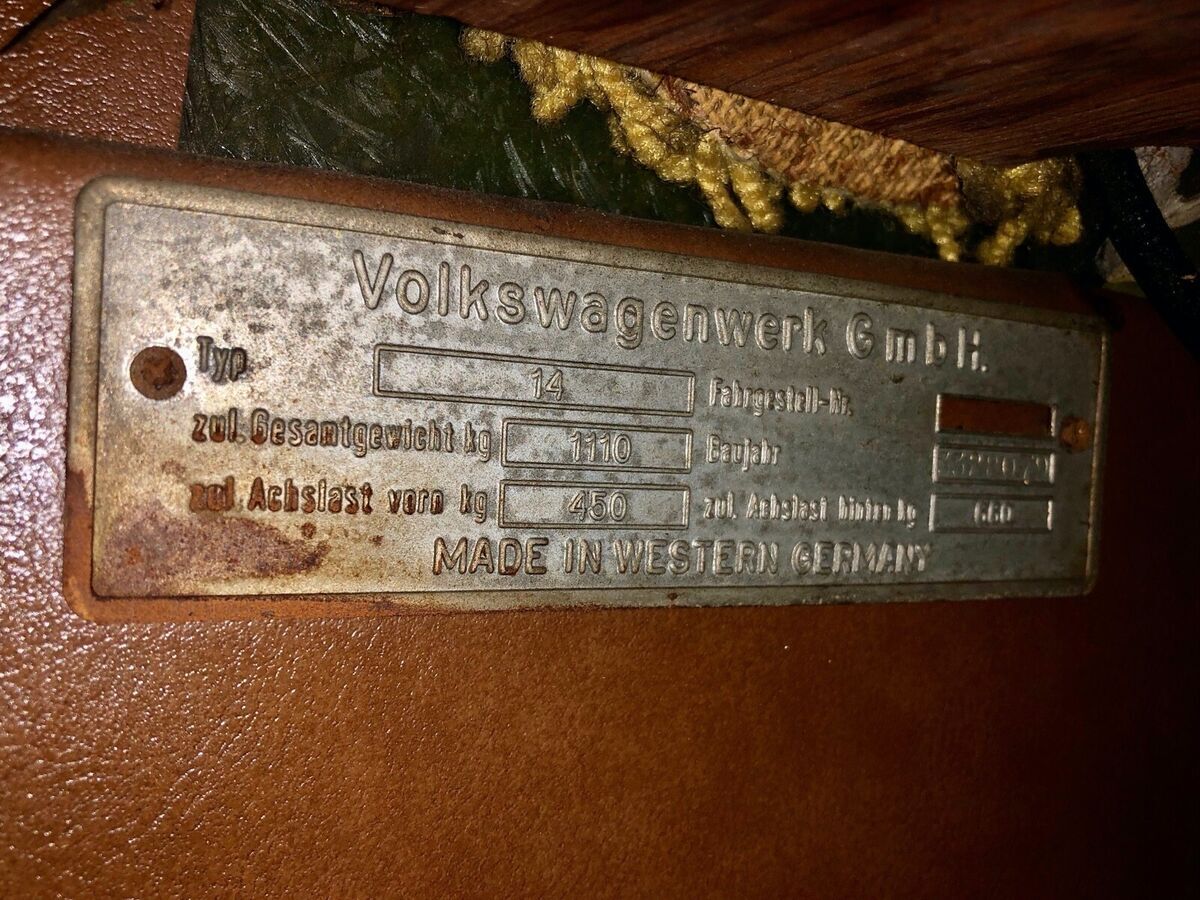 Volkswagenwerk GmbH.
Typ 14 Fahrgestell-Nr.
zul. Gesamtgewicht kg 1110 Baujahr
zul. Achslast vorn kg 450 zul. Achslast hinten kg 660
MADE IN WESTERN GERMANY